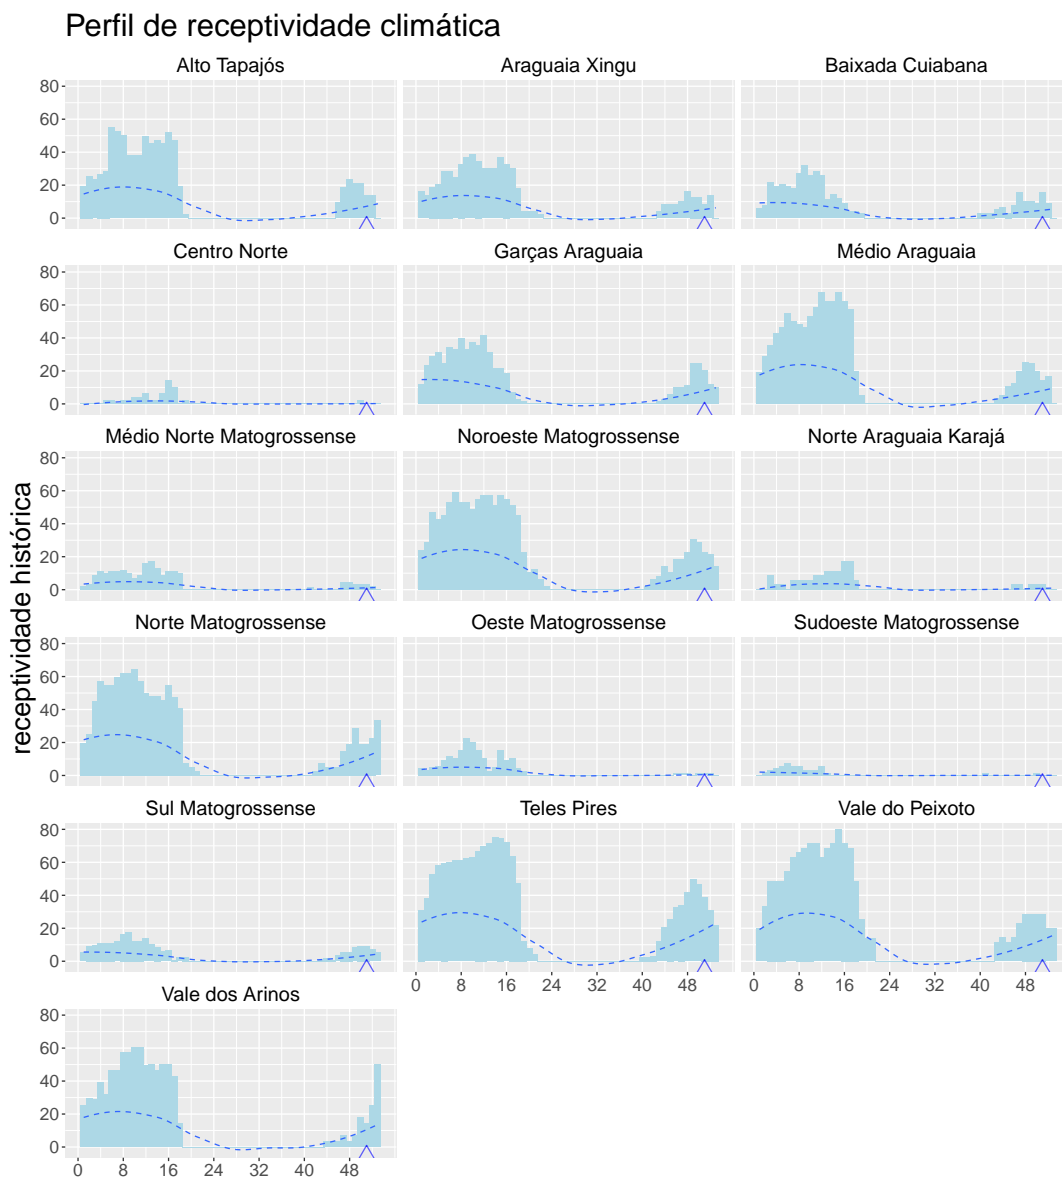 Perfil de receptividade climática
Alto Tapajós
Araguaia Xingu
Baixada Cuiabana
80
60
40
20
0
Centro Norte
Garças Araguaia
Médio Araguaia
80
60
40
20
0
Médio Norte Matogrossense
Noroeste Matogrossense
Norte Araguaia Karajá
80
60
40
20
0
receptividade histórica
Norte Matogrossense
Oeste Matogrossense
Sudoeste Matogrossense
80
60
40
20
0
Sul Matogrossense
Teles Pires
Vale do Peixoto
80
60
40
20
0
0 8 16 24 32 40 48
0 8 16 24 32 40 48
Vale dos Arinos
80
60
40
20
0
0 8 16 24 32 40 48